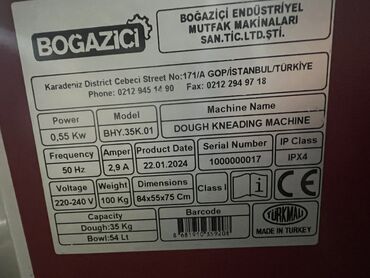 BOĞAZİCİ
BOĞAZİÇİ ENDÜSTRİYEL
MUTFAK MAKİNALARI
SAN.TİC.LTD.ŞTİ.
Karadeniz District Cebeci Street No:171/A GOP/İSTANBUL/TÜRKİYE
Phone: 0212 945 14 90 Fax: 0212 294 97 18
Power
0,55 Kw
Model
BHY.35K.01
Machine Name
DOUGH KNEADING MACHINE
Frequency
50 Hz
Amper
2,9 A
Product Date
22.01.2024
Serial Number
1000000017
IP Class
IPX4
Voltage
220-240 V
Weight
100 Kg
Dimensions
84x55x75 Cm
Class I
i
CE
Capacity
Dough:35 Kg
Bowl:54 Lt
Barcode
TÜRKMALI
MADE IN TURKEY